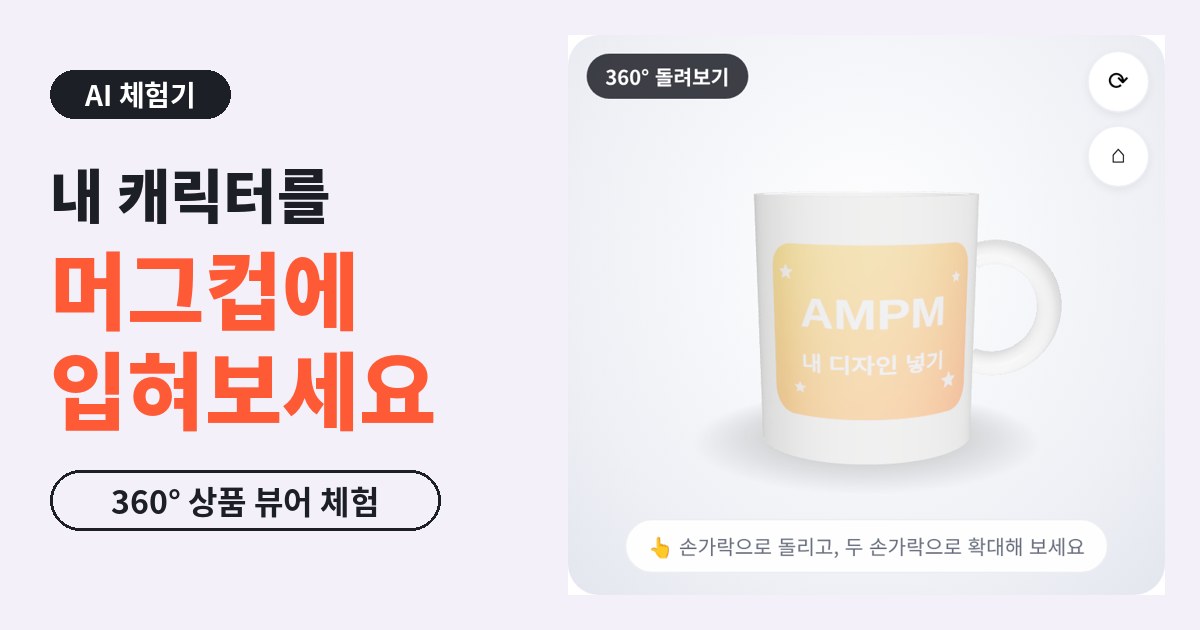 AI 체험기
내 캐릭터를
머그컵에
입혀보세요
360° 상품 뷰어 체험
360° 돌려보기
AMPM
내 디자인 넣기
👆 손가락으로 돌리고, 두 손가락으로 확대해 보세요